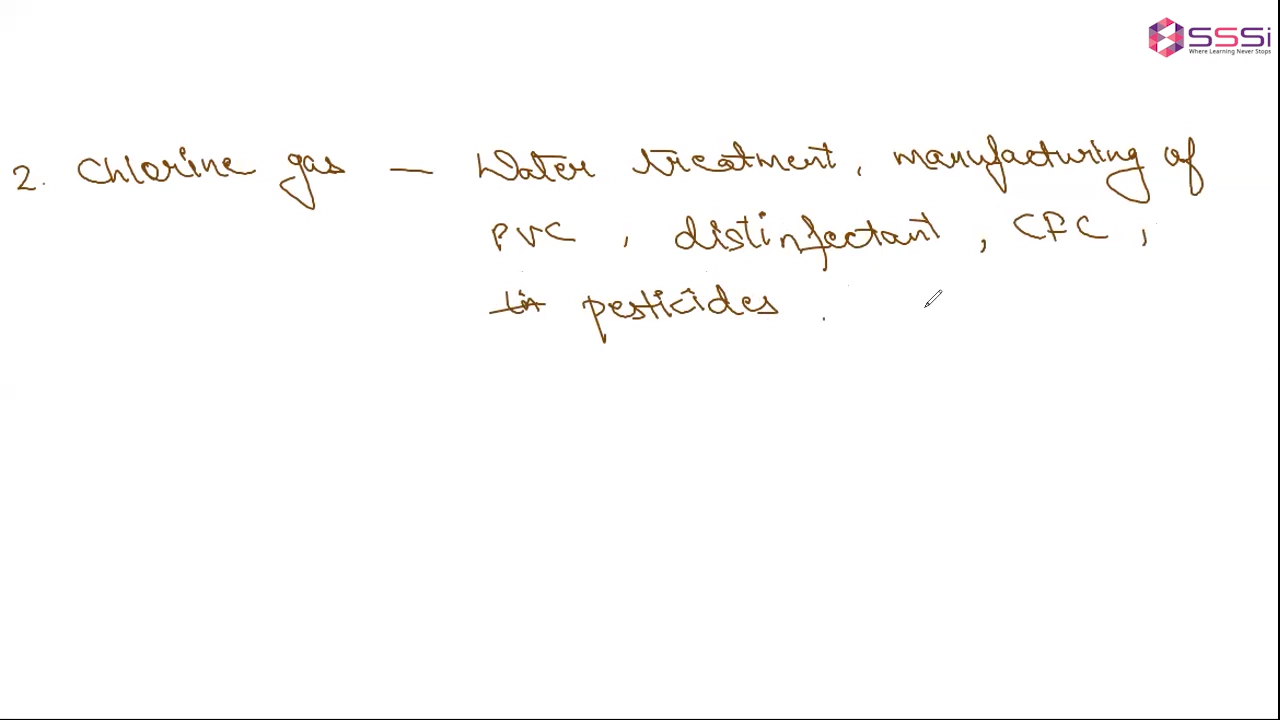 SSSi
Where Learning Never Stops
2. Chlorine gas — Water treatment, manufacturing of
PVC, distinfectant, CFC,
pesticides.